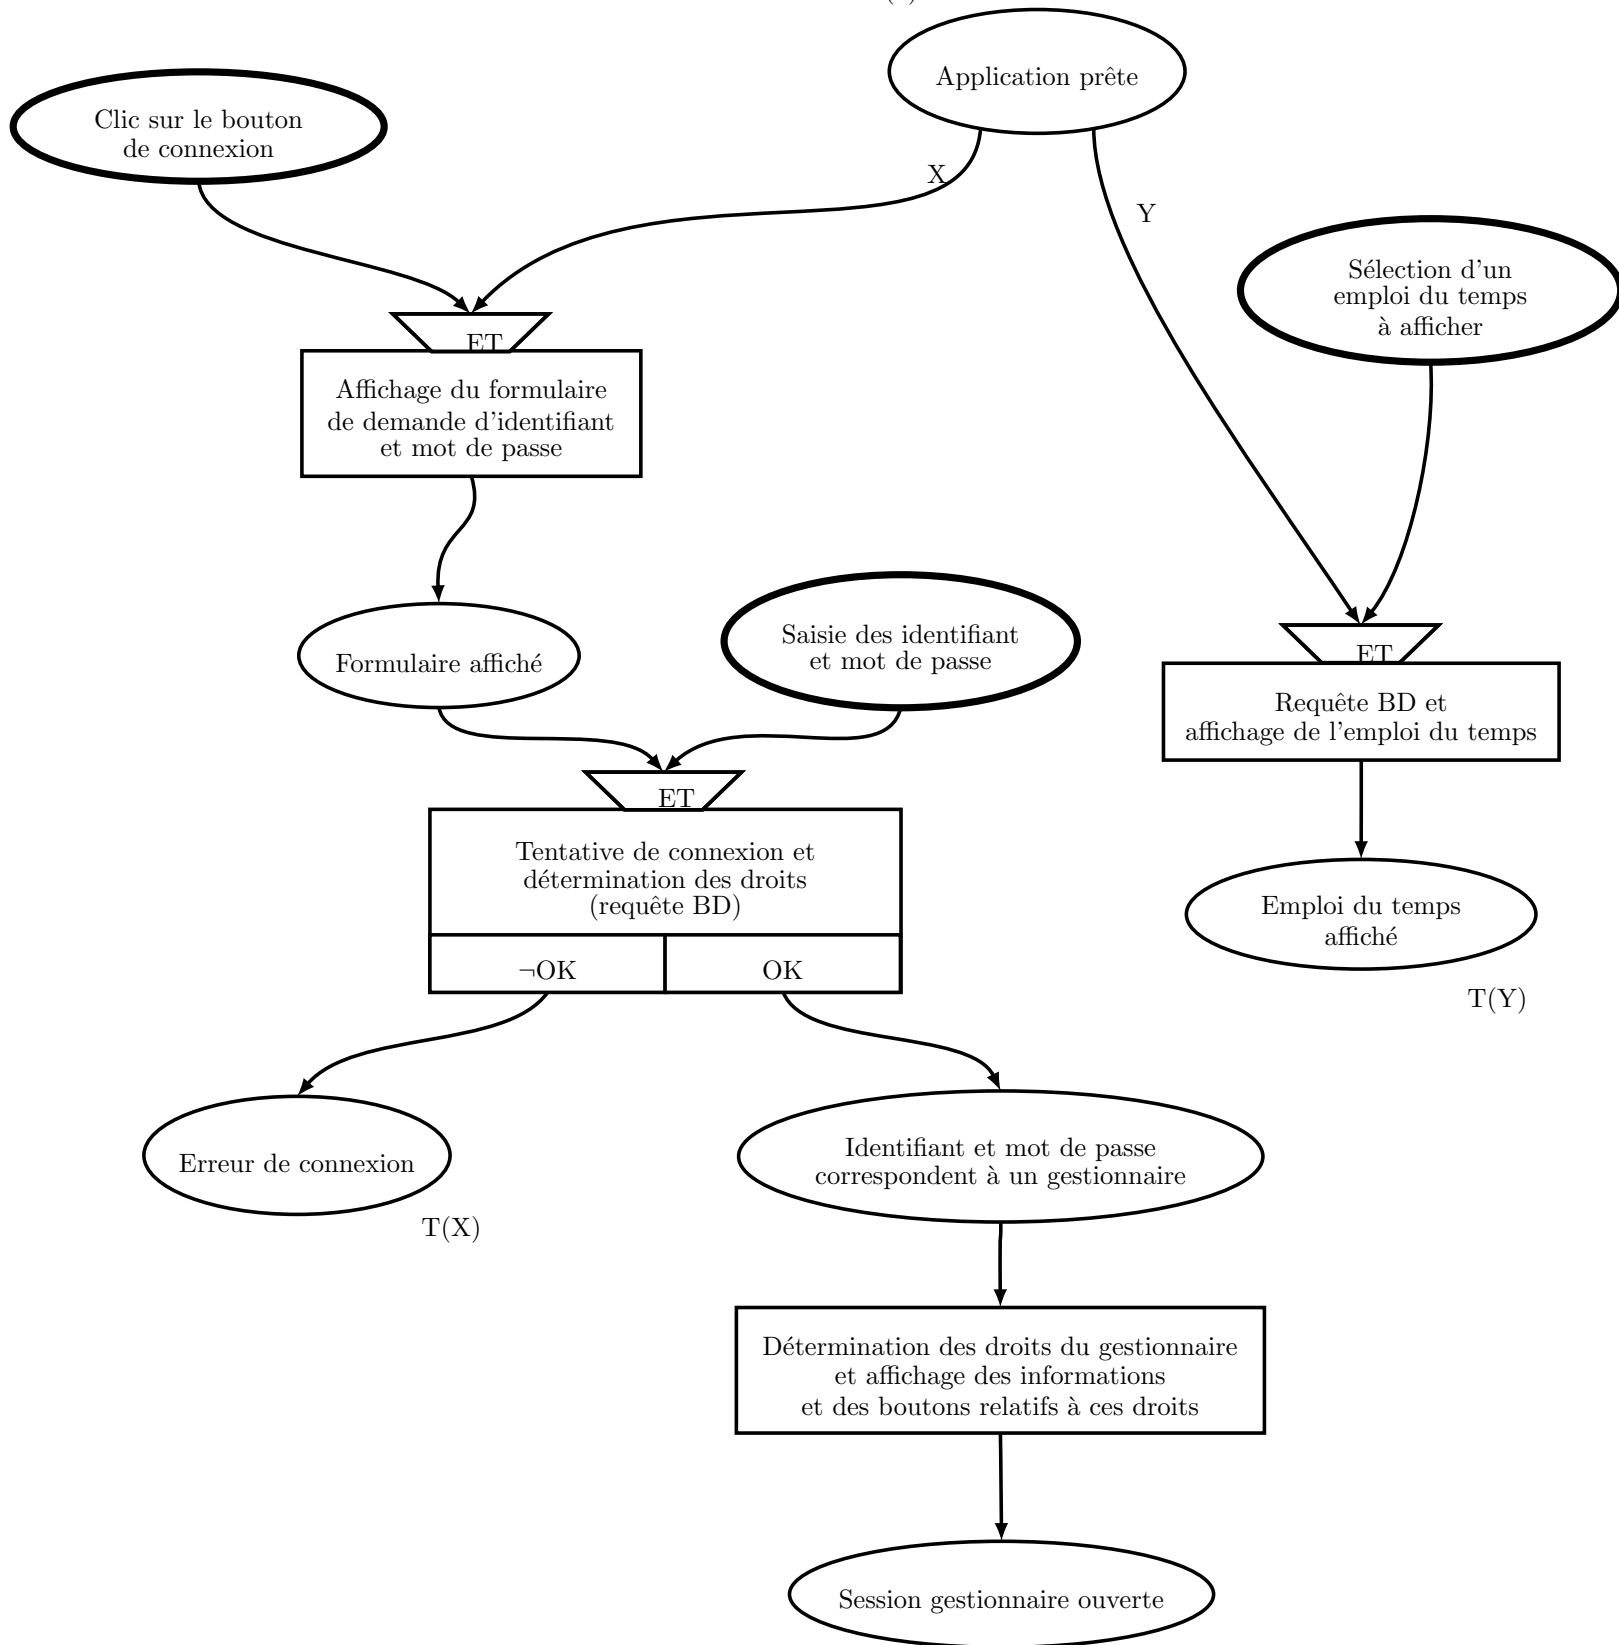 Application prête
Clic sur le bouton
de connexion
X
Y
Sélection d'un
emploi du temps
à afficher
ET
Affichage du formulaire
de demande d'identifiant
et mot de passe
Saisie des identifiant
et mot de passe
Formulaire affiché
ET
Requête BD et
affichage de l'emploi du temps
ET
Tentative de connexion et
détermination des droits
(requête BD)
¬OK
OK
Emploi du temps
affiché
T(Y)
Erreur de connexion
T(X)
Identifiant et mot de passe
correspondent à un gestionnaire
Détermination des droits du gestionnaire
et affichage des informations
et des boutons relatifs à ces droits
Session gestionnaire ouverte